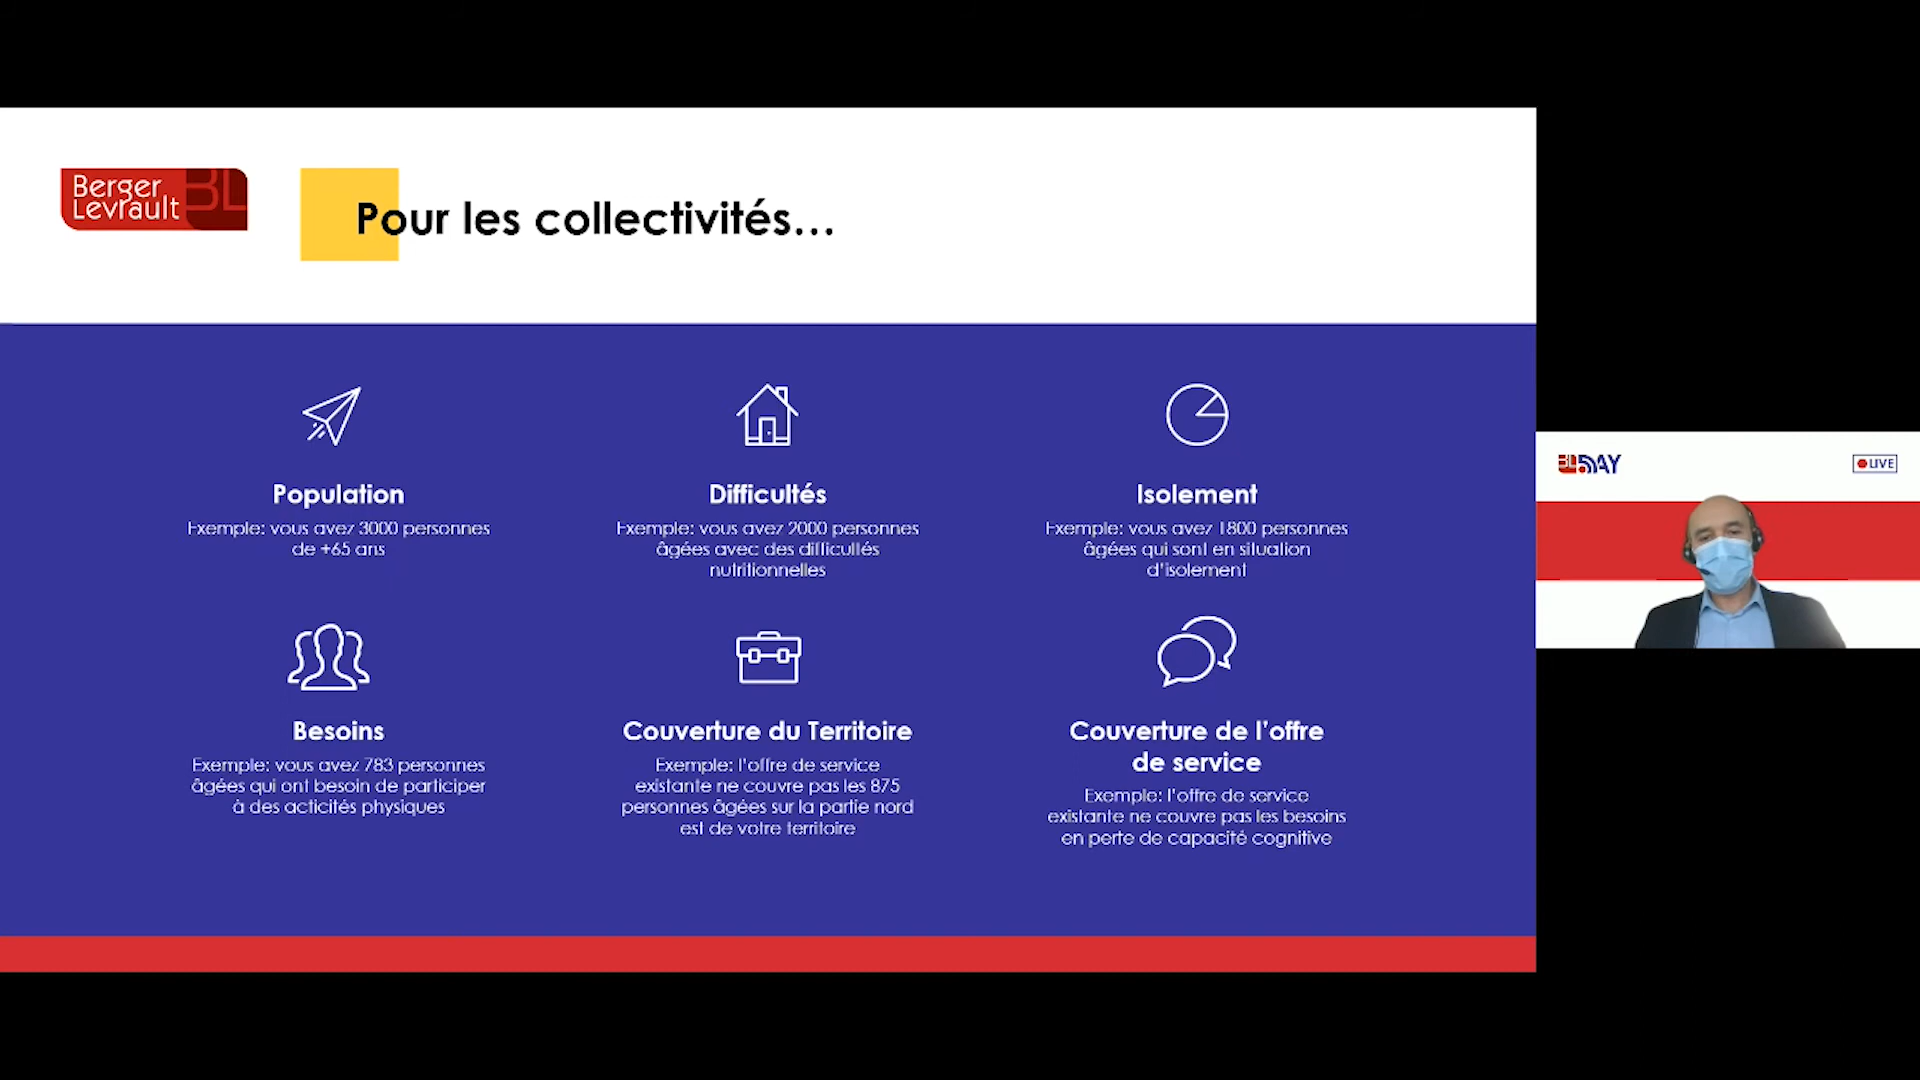 Berger
Levrault
BL
Pour les collectivités...
Population
Exemple: vous avez 3000 personnes
de +65 ans
Difficultés
Exemple: vous avez 2000 personnes
âgées avec des difficultés
nutritionnelles
Isolement
Exemple: vous avez 1800 personnes
âgées qui sont en situation
d'isolement
Besoins
Exemple: vous avez 783 personnes
âgées qui ont besoin de participer
à des acticités physiques
Couverture du Territoire
Exemple: l'offre de service
existante ne couvre pas les 875
personnes âgées sur la partie nord
est de votre territoire
Couverture de l'offre
de service
Exemple: l'offre de service
existante ne couvre pas les besoins
en perte de capacité cognitive
BL DAY
LIVE